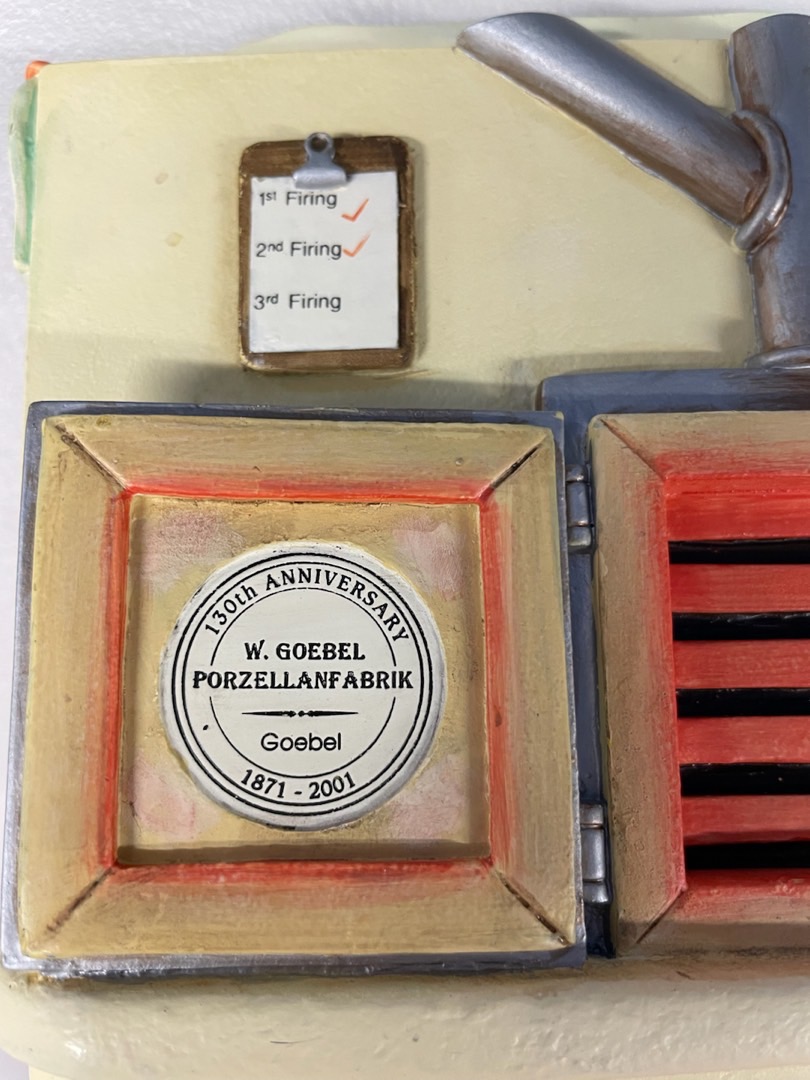 1st Firing ✓
2nd Firing ✓
3rd Firing
130th ANNIVERSARY
W. GOEBEL
PORZELLANFABRIK
Goebel
1871 - 2001